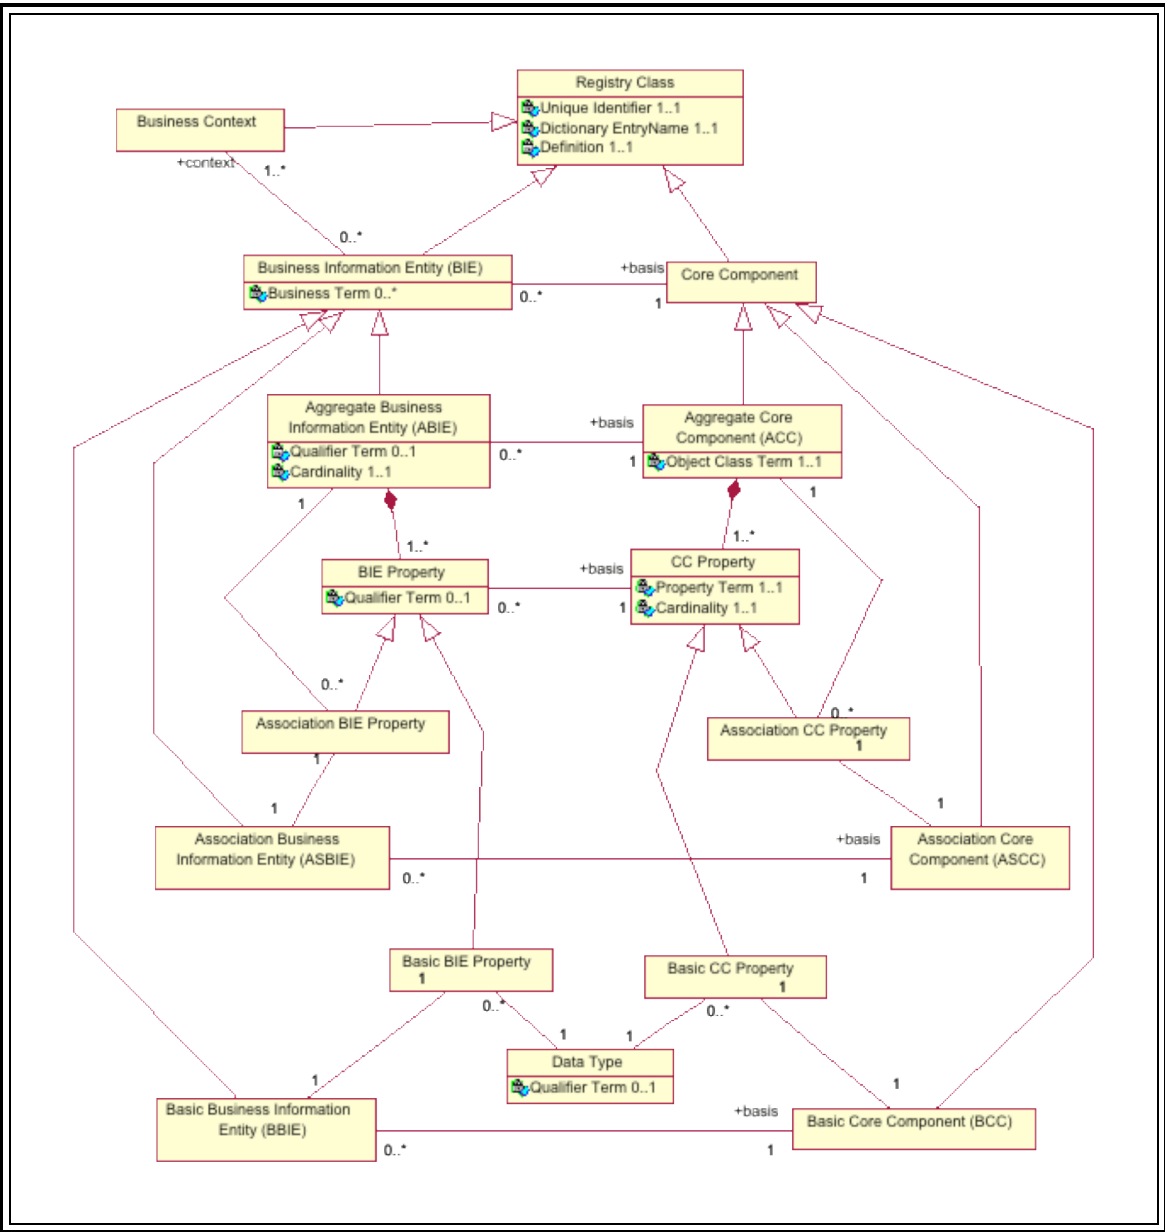 Registry Class
Unique Identifier 1..1
Dictionary EntryName 1..1
Definition 1..1
Business Context
+context
1..*
0..*
Business Information Entity (BIE)
Business Term 0..*
+basis
0..*
1
Core Component
Aggregate Business
Information Entity (ABIE)
Qualifier Term 0..1
Cardinality 1..1
+basis
0..*
1
Aggregate Core
Component (ACC)
Object Class Term 1..1
1
1
1..*
1..*
BIE Property
Qualifier Term 0..1
+basis
0..*
1
CC Property
Property Term 1..1
Cardinality 1..1
0..*
Association BIE Property
1
0..*
Association CC Property
1
1
1
Association Business
Information Entity (ASBIE)
+basis
0..*
1
Association Core
Component (ASCC)
Basic BIE Property
1
Basic CC Property
1
0..*
1
1
0..*
Data Type
Qualifier Term 0..1
1
1
Basic Business Information
Entity (BBIE)
+basis
0..*
1
Basic Core Component (BCC)